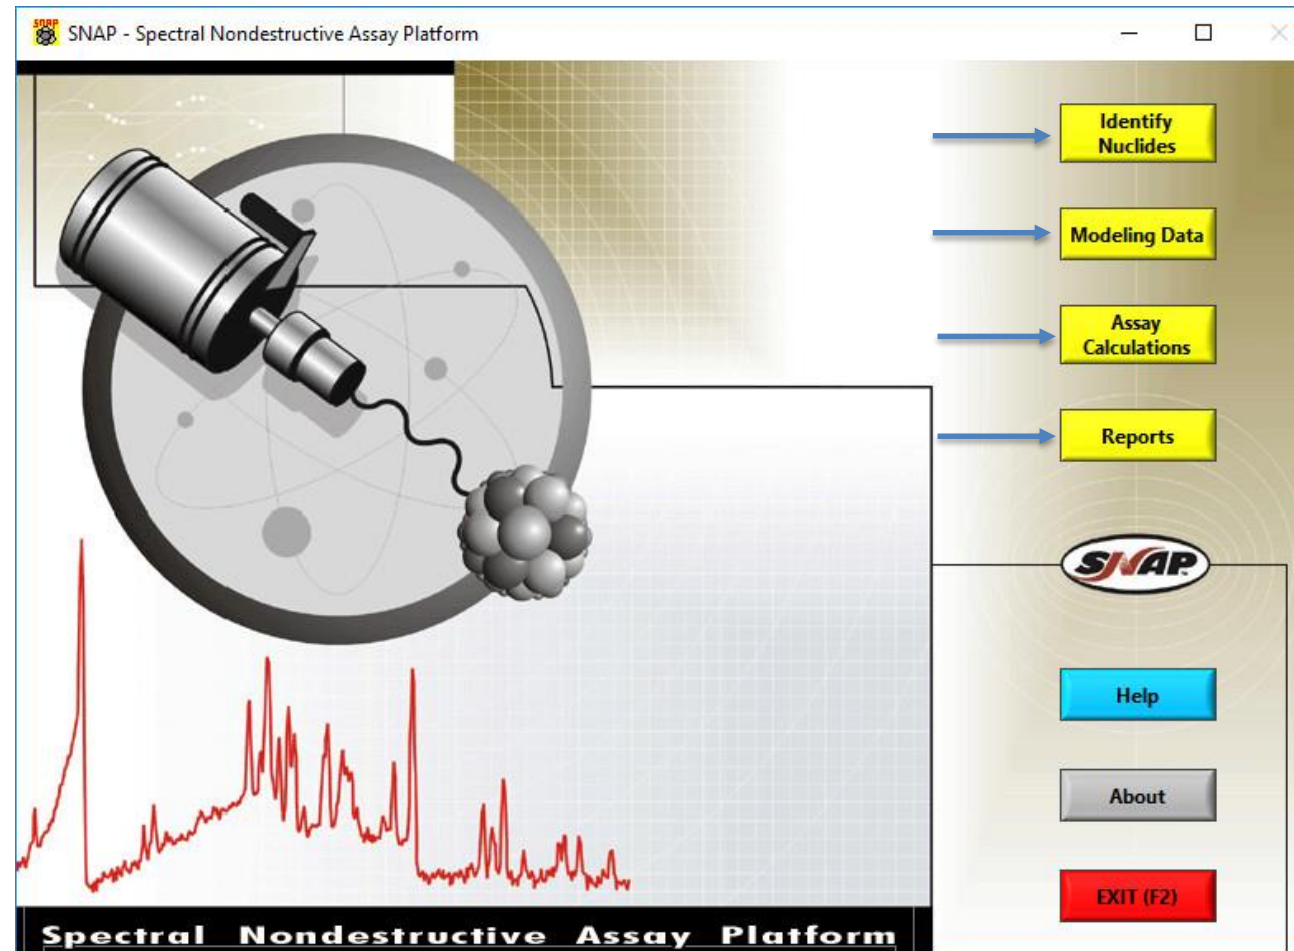 SNAP
SNAP - Spectral Nondestructive Assay Platform
Identify
Nuclides
Modeling Data
Assay
Calculations
Reports
SNAP
Help
About
EXIT (F2)
Spectral Nondestructive Assay Platform